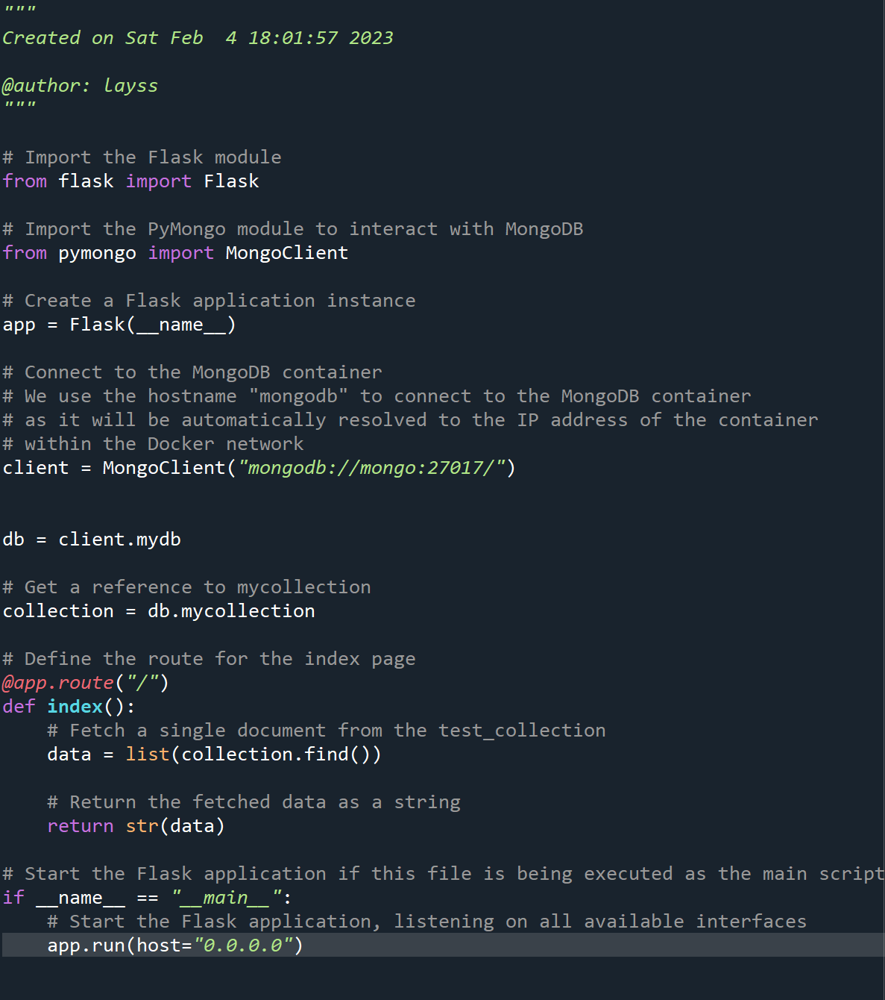 """
Created on Sat Feb  4 18:01:57 2023

@author: layss
"""

# Import the Flask module
from flask import Flask

# Import the PyMongo module to interact with MongoDB
from pymongo import MongoClient

# Create a Flask application instance
app = Flask(__name__)

# Connect to the MongoDB container
# We use the hostname "mongodb" to connect to the MongoDB container
# as it will be automatically resolved to the IP address of the container
# within the Docker network
client = MongoClient("mongodb://mongo:27017/")


db = client.mydb

# Get a reference to mycollection
collection = db.mycollection

# Define the route for the index page
@app.route("/")
def index():
    # Fetch a single document from the test_collection
    data = list(collection.find())

    # Return the fetched data as a string
    return str(data)

# Start the Flask application if this file is being executed as the main script
if __name__ == "__main__":
    # Start the Flask application, listening on all available interfaces
    app.run(host="0.0.0.0")